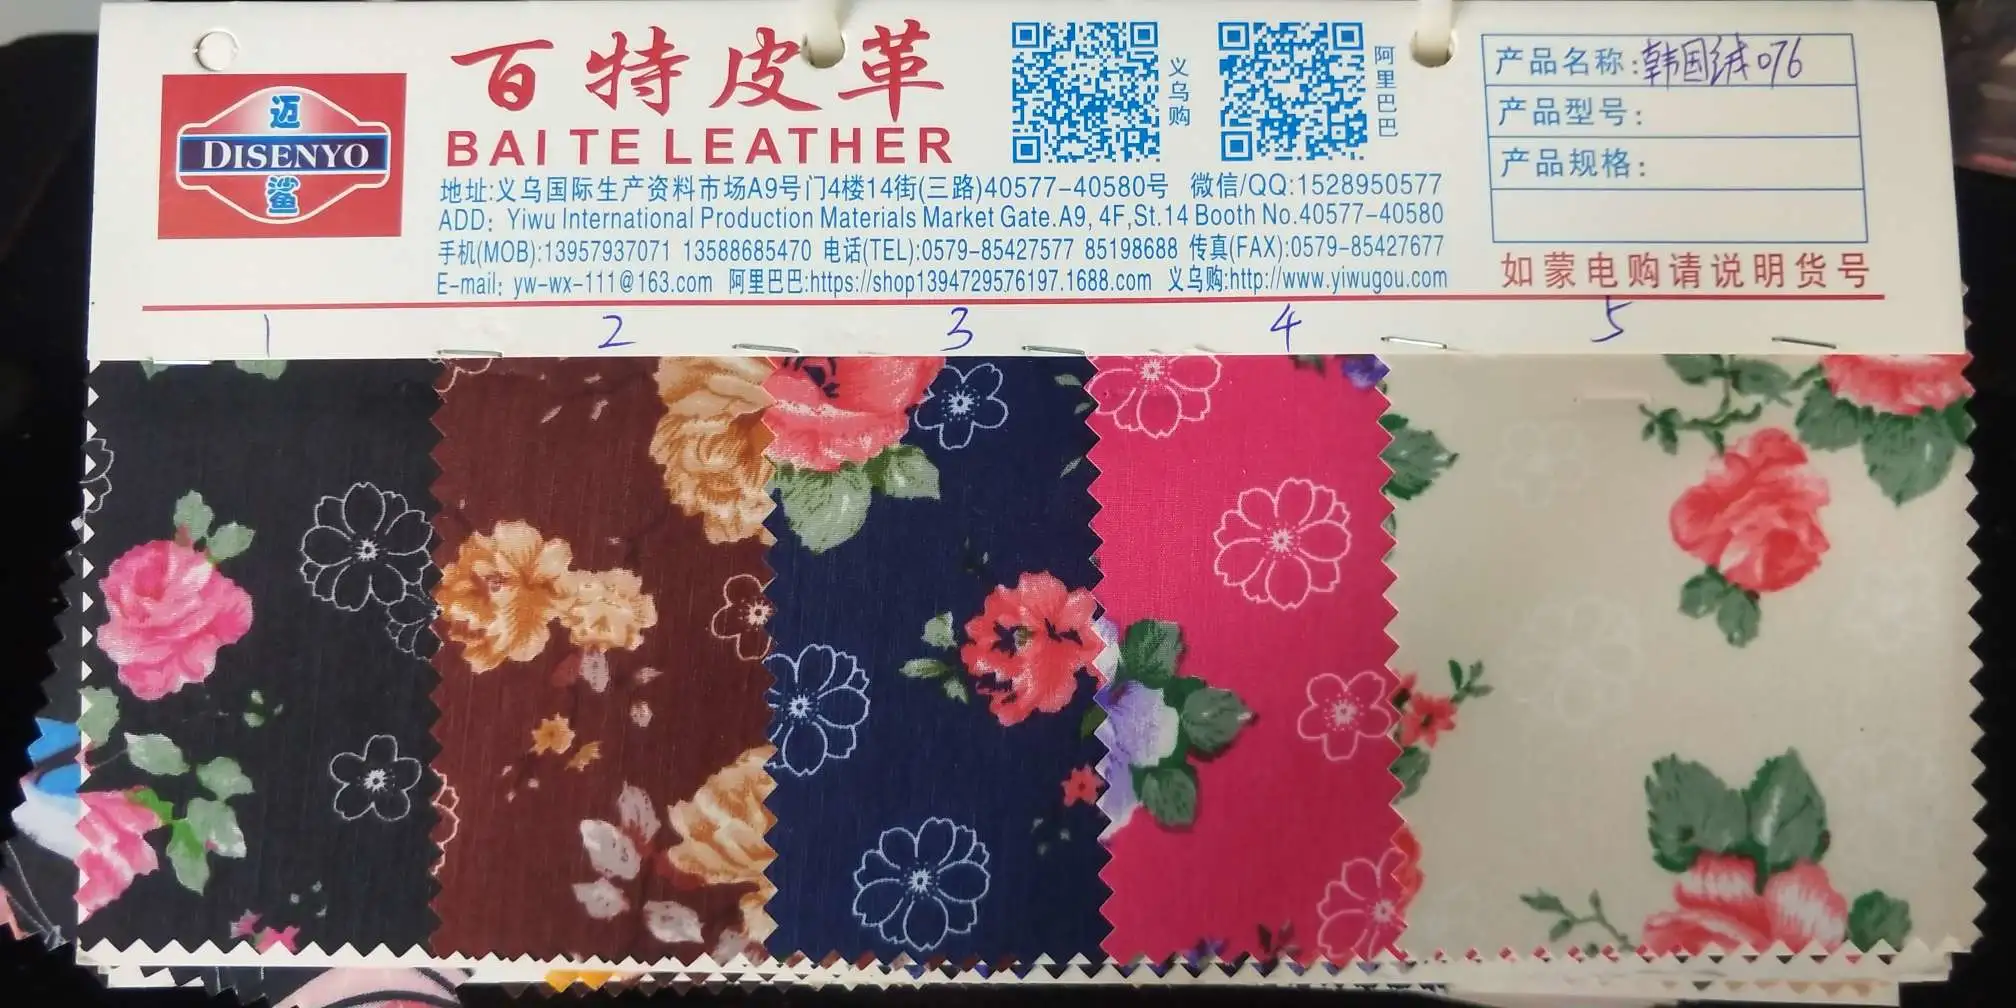 迈
DISENYO
鲨
百特皮革
BAITE LEATHER
义乌购
阿里巴巴
地址:义乌国际生产资料市场A9号门4楼14街(三路)40577-40580号 微信/QQ:1528950577
ADD: Yiwu International Production Materials Market Gate.A9, 4F,St.14 Booth No.40577-40580
手机(MOB):13957937071 13588685470 电话(TEL):0579-85427577 85198688 传真(FAX):0579-85427677
E-mail: yw-wx-111@163.com 阿里巴巴:https://shop1394729576197.1688.com 义乌购:http://www.yiwugou.com
产品名称:韩国绒076
产品型号:
产品规格:
如蒙电购请说明货号
1 2 3 4 5